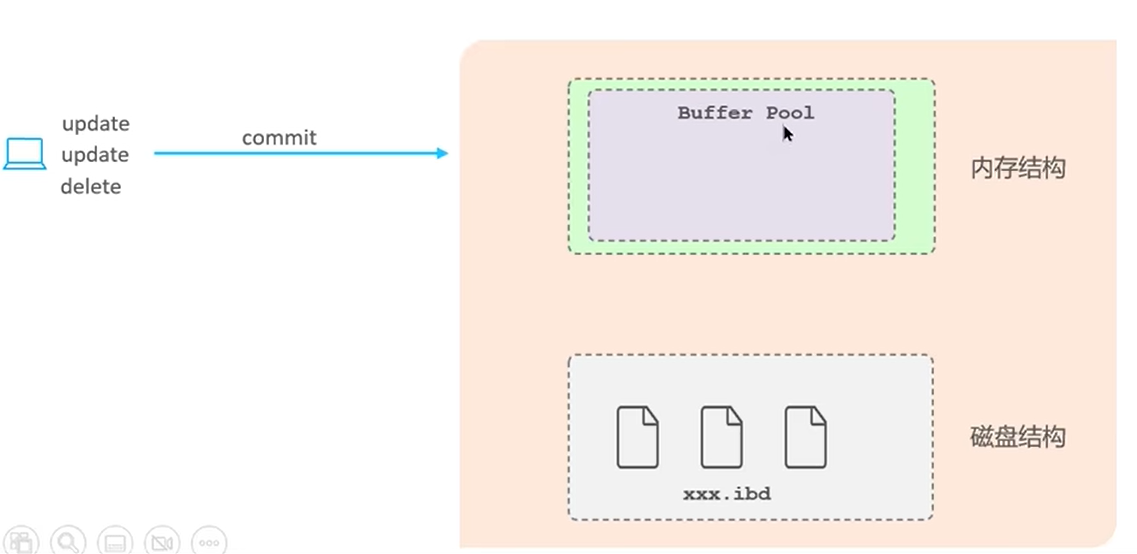 update
update
delete
commit
Buffer Pool
内存结构
磁盘结构
xxx.ibd